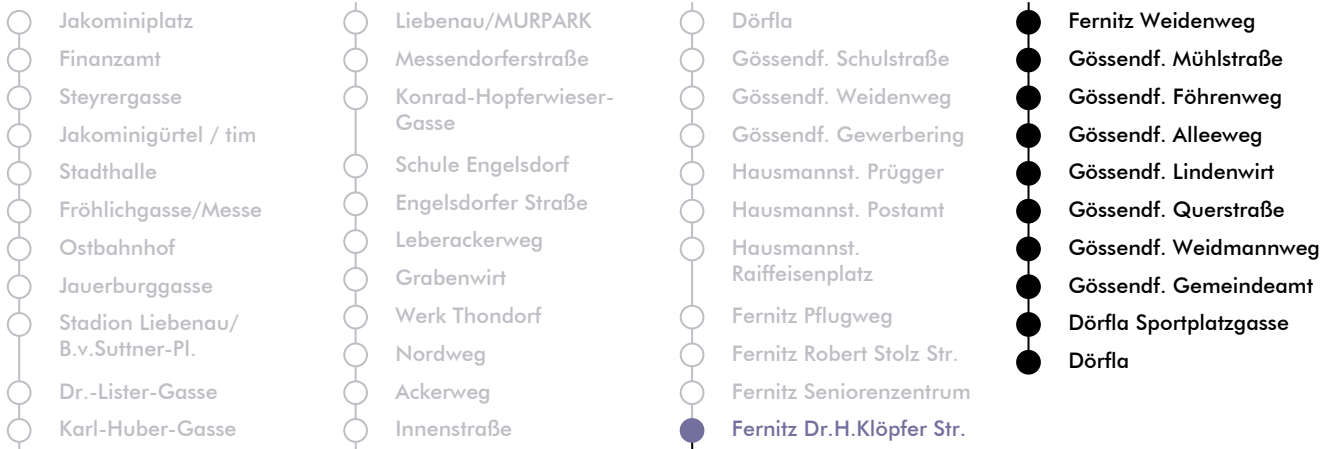 Jakominiplatz
Finanzamt
Steyrergasse
Jakominigürtel / tim
Stadthalle
Fröhlichgasse/Messe
Ostbahnhof
Jauerburggasse
Stadion Liebenau/
B.v.Suttner-Pl.
Dr.-Lister-Gasse
Karl-Huber-Gasse
Liebenau/MURPARK
Messendorferstraße
Konrad-Hopferwieser-
Gasse
Schule Engelsdorf
Engelsdorfer Straße
Leberackerweg
Grabenwirt
Werk Thondorf
Nordweg
Ackerweg
Innenstraße
Dörfla
Gössendf. Schulstraße
Gössendf. Weidenweg
Gössendf. Gewerbering
Hausmannst. Prügger
Hausmannst. Postamt
Hausmannst.
Raiffeisenplatz
Fernitz Pflugweg
Fernitz Robert Stolz Str.
Fernitz Seniorenzentrum
Fernitz Dr.H.Klöpfer Str.
Fernitz Weidenweg
Gössendf. Mühlstraße
Gössendf. Föhrenweg
Gössendf. Alleeweg
Gössendf. Lindenwirt
Gössendf. Querstraße
Gössendf. Weidmannweg
Gössendf. Gemeindeamt
Dörfla Sportplatzgasse
Dörfla